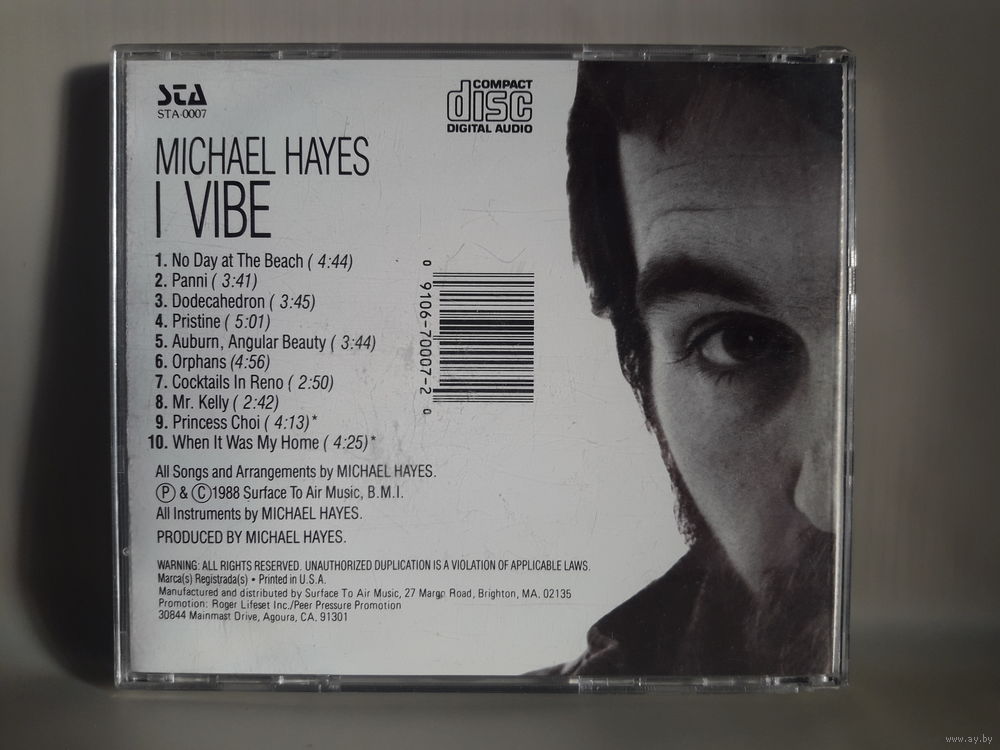 STA
STA-0007
COMPACT
disc
DIGITAL AUDIO
MICHAEL HAYES
I VIBE
1. No Day at The Beach ( 4:44)
2. Panni ( 3:41)
3. Dodecahedron ( 3:45)
4. Pristine ( 5:01)
5. Auburn, Angular Beauty ( 3:44)
6. Orphans (4:56)
7. Cocktails In Reno ( 2:50)
8. Mr. Kelly ( 2:42)
9. Princess Choi ( 4:13)*
10. When It Was My Home ( 4:25)*
0 9106-70007-2 0
All Songs and Arrangements by MICHAEL HAYES.
Ⓟ & Ⓒ1988 Surface To Air Music, B.M.I.
All Instruments by MICHAEL HAYES.
PRODUCED BY MICHAEL HAYES.
WARNING: ALL RIGHTS RESERVED. UNAUTHORIZED DUPLICATION IS A VIOLATION OF APPLICABLE LAWS.
Marca(s) Registrada(s) • Printed in U.S.A.
Manufactured and distributed by Surface To Air Music, 27 Margo Road, Brighton, MA. 02135
Promotion: Roger Lifeset Inc./Peer Pressure Promotion
30844 Mainmast Drive, Agoura, CA. 91301
www.ay.by